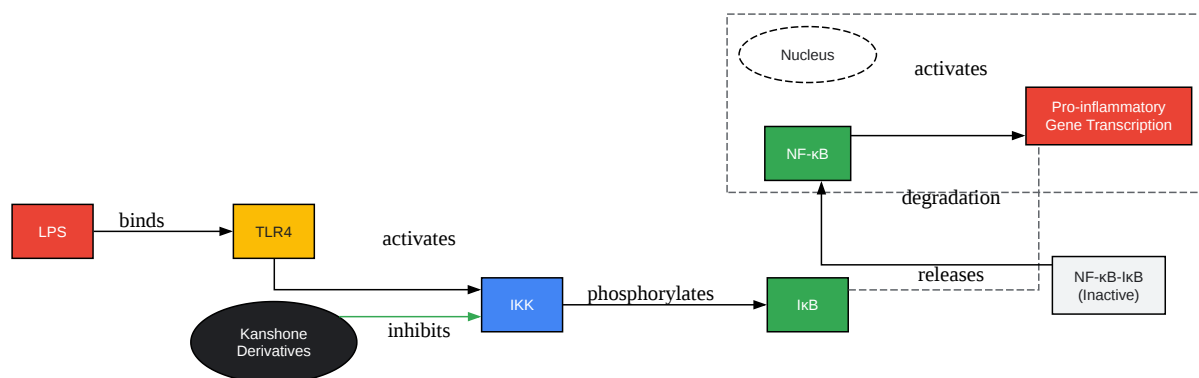 Nucleus
activates
Pro-inflammatory
Gene Transcription
NF-κB
degradation
LPS
binds
TLR4
activates
releases
NF-κB-IκB
(Inactive)
IKK
phosphorylates
IκB
inhibits
Kanshone
Derivatives